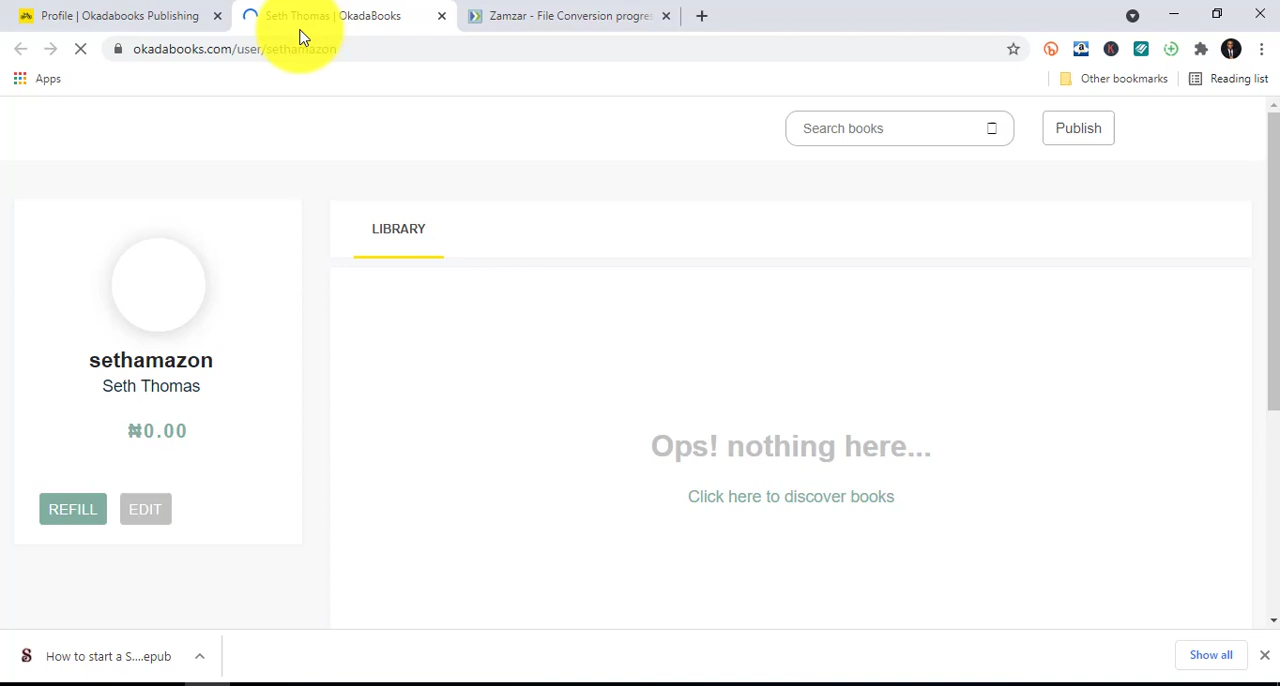 Profile | Okadabooks Publishing
Seth Thomas | OkadaBooks
Zamzar - File Conversion progres
okadabooks.com/user/sethamazon
Apps
Other bookmarks
Reading list
Search books
Publish
LIBRARY
sethamazon
Seth Thomas
₦0.00
REFILL
EDIT
Ops! nothing here...
Click here to discover books
How to start a S....epub
Show all